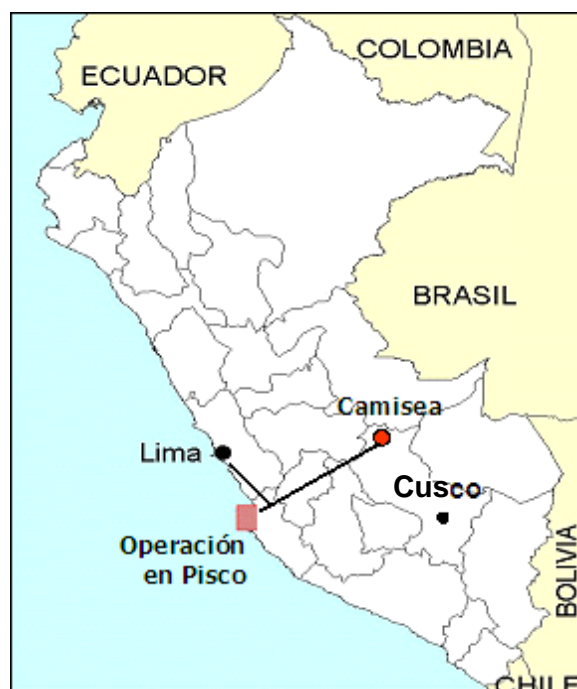 COLOMBIA
ECUADOR
BRASIL
Camisea
Lima
Cusco
Operación
en Pisco
BOLIVIA
CHILE